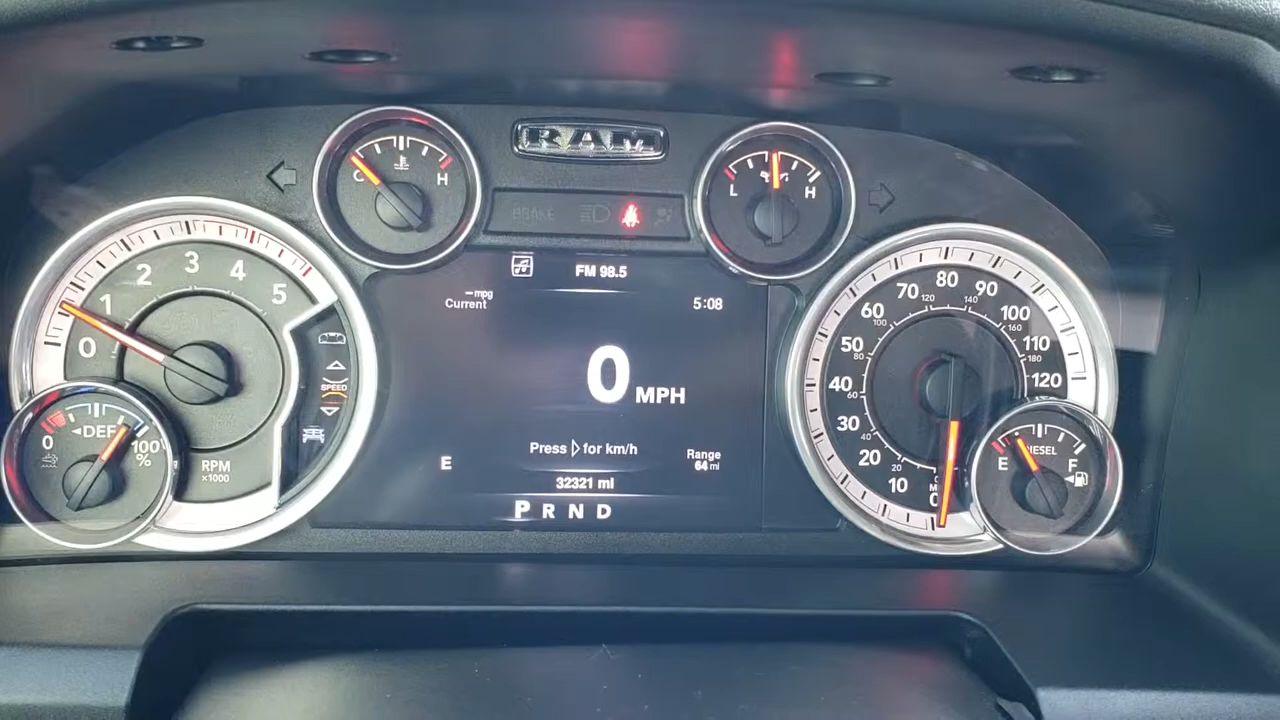 RAM
C H
L H
BRAKE
FM 98.5
--mpg
Current
5:08
0 MPH
Press ▷ for km/h
E
Range
64 mi
32321 mi
P R N D
0 1 2 3 4 5
RPM
x1000
SPEED
0 ◄DEF 100
%
0 10 20 30 40 50 60 70 80 90 100 110 120
20 40 60 80 100 120 140 160 180
E DIESEL F